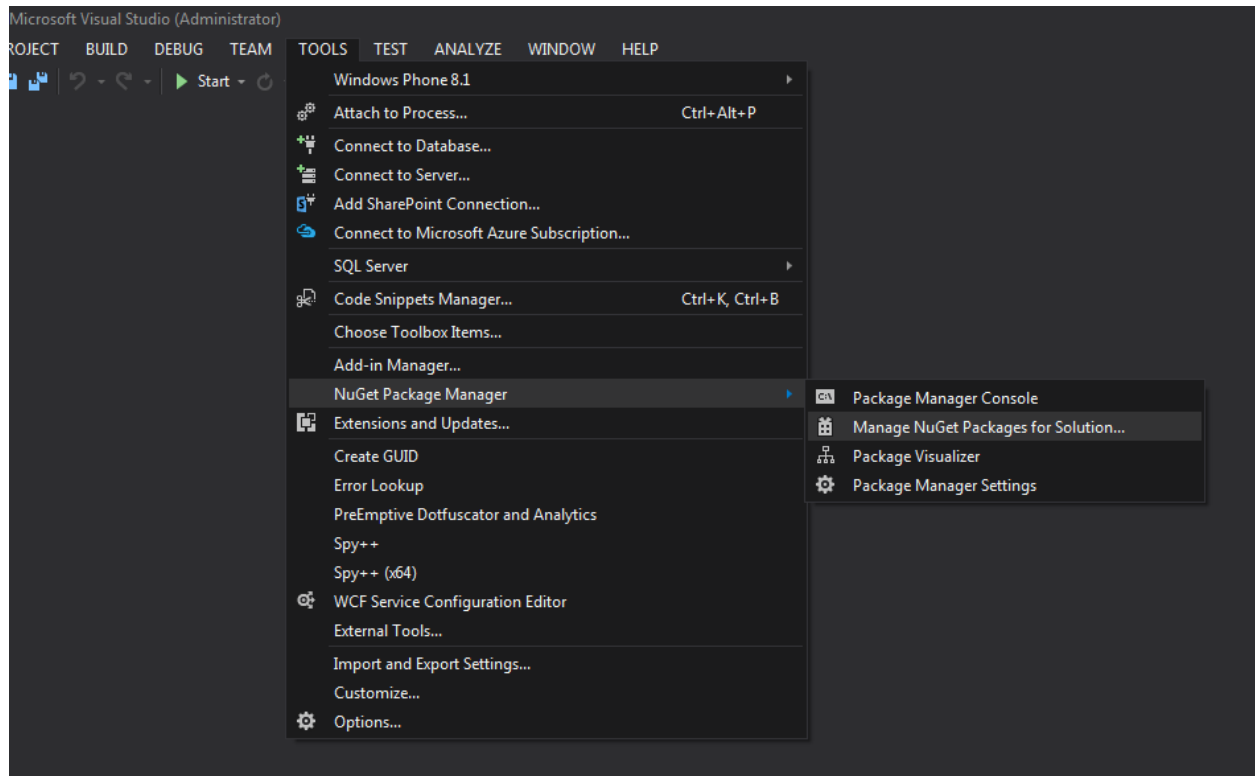 Microsoft Visual Studio (Administrator)
ROJECT BUILD DEBUG TEAM TOOLS TEST ANALYZE WINDOW HELP
Start
Windows Phone 8.1
Attach to Process... Ctrl+Alt+P
Connect to Database...
Connect to Server...
Add SharePoint Connection...
Connect to Microsoft Azure Subscription...
SQL Server
Code Snippets Manager... Ctrl+K, Ctrl+B
Choose Toolbox Items...
Add-in Manager...
NuGet Package Manager
Extensions and Updates...
Create GUID
Error Lookup
PreEmptive Dotfuscator and Analytics
Spy++
Spy++ (x64)
WCF Service Configuration Editor
External Tools...
Import and Export Settings...
Customize...
Options...
C:\
Package Manager Console
Manage NuGet Packages for Solution...
Package Visualizer
Package Manager Settings